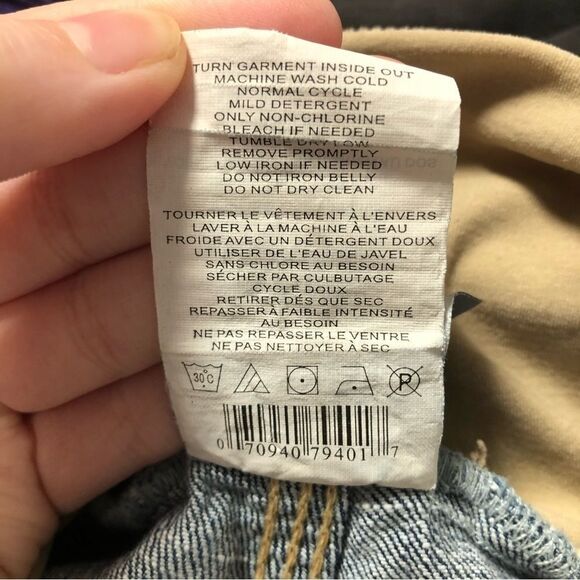 TURN GARMENT INSIDE OUT
MACHINE WASH COLD
NORMAL CYCLE
MILD DETERGENT
ONLY NON-CHLORINE
BLEACH IF NEEDED
TUMBLE DRY LOW
REMOVE PROMPTLY
LOW IRON IF NEEDED
DO NOT IRON BELLY
DO NOT DRY CLEAN
TOURNER LE VÊTEMENT À L'ENVERS
LAVER À LA MACHINE À L'EAU
FROIDE AVEC UN DÉTERGENT DOUX
UTILISER DE L'EAU DE JAVEL
SANS CHLORE AU BESOIN
SÉCHER PAR CULBUTAGE
CYCLE DOUX
RETIRER DÉS QUE SEC
REPASSER À FAIBLE INTENSITÉ
AU BESOIN
NE PAS REPASSER LE VENTRE
NE PAS NETTOYER À SEC
30°C P
0 70940 79401 7